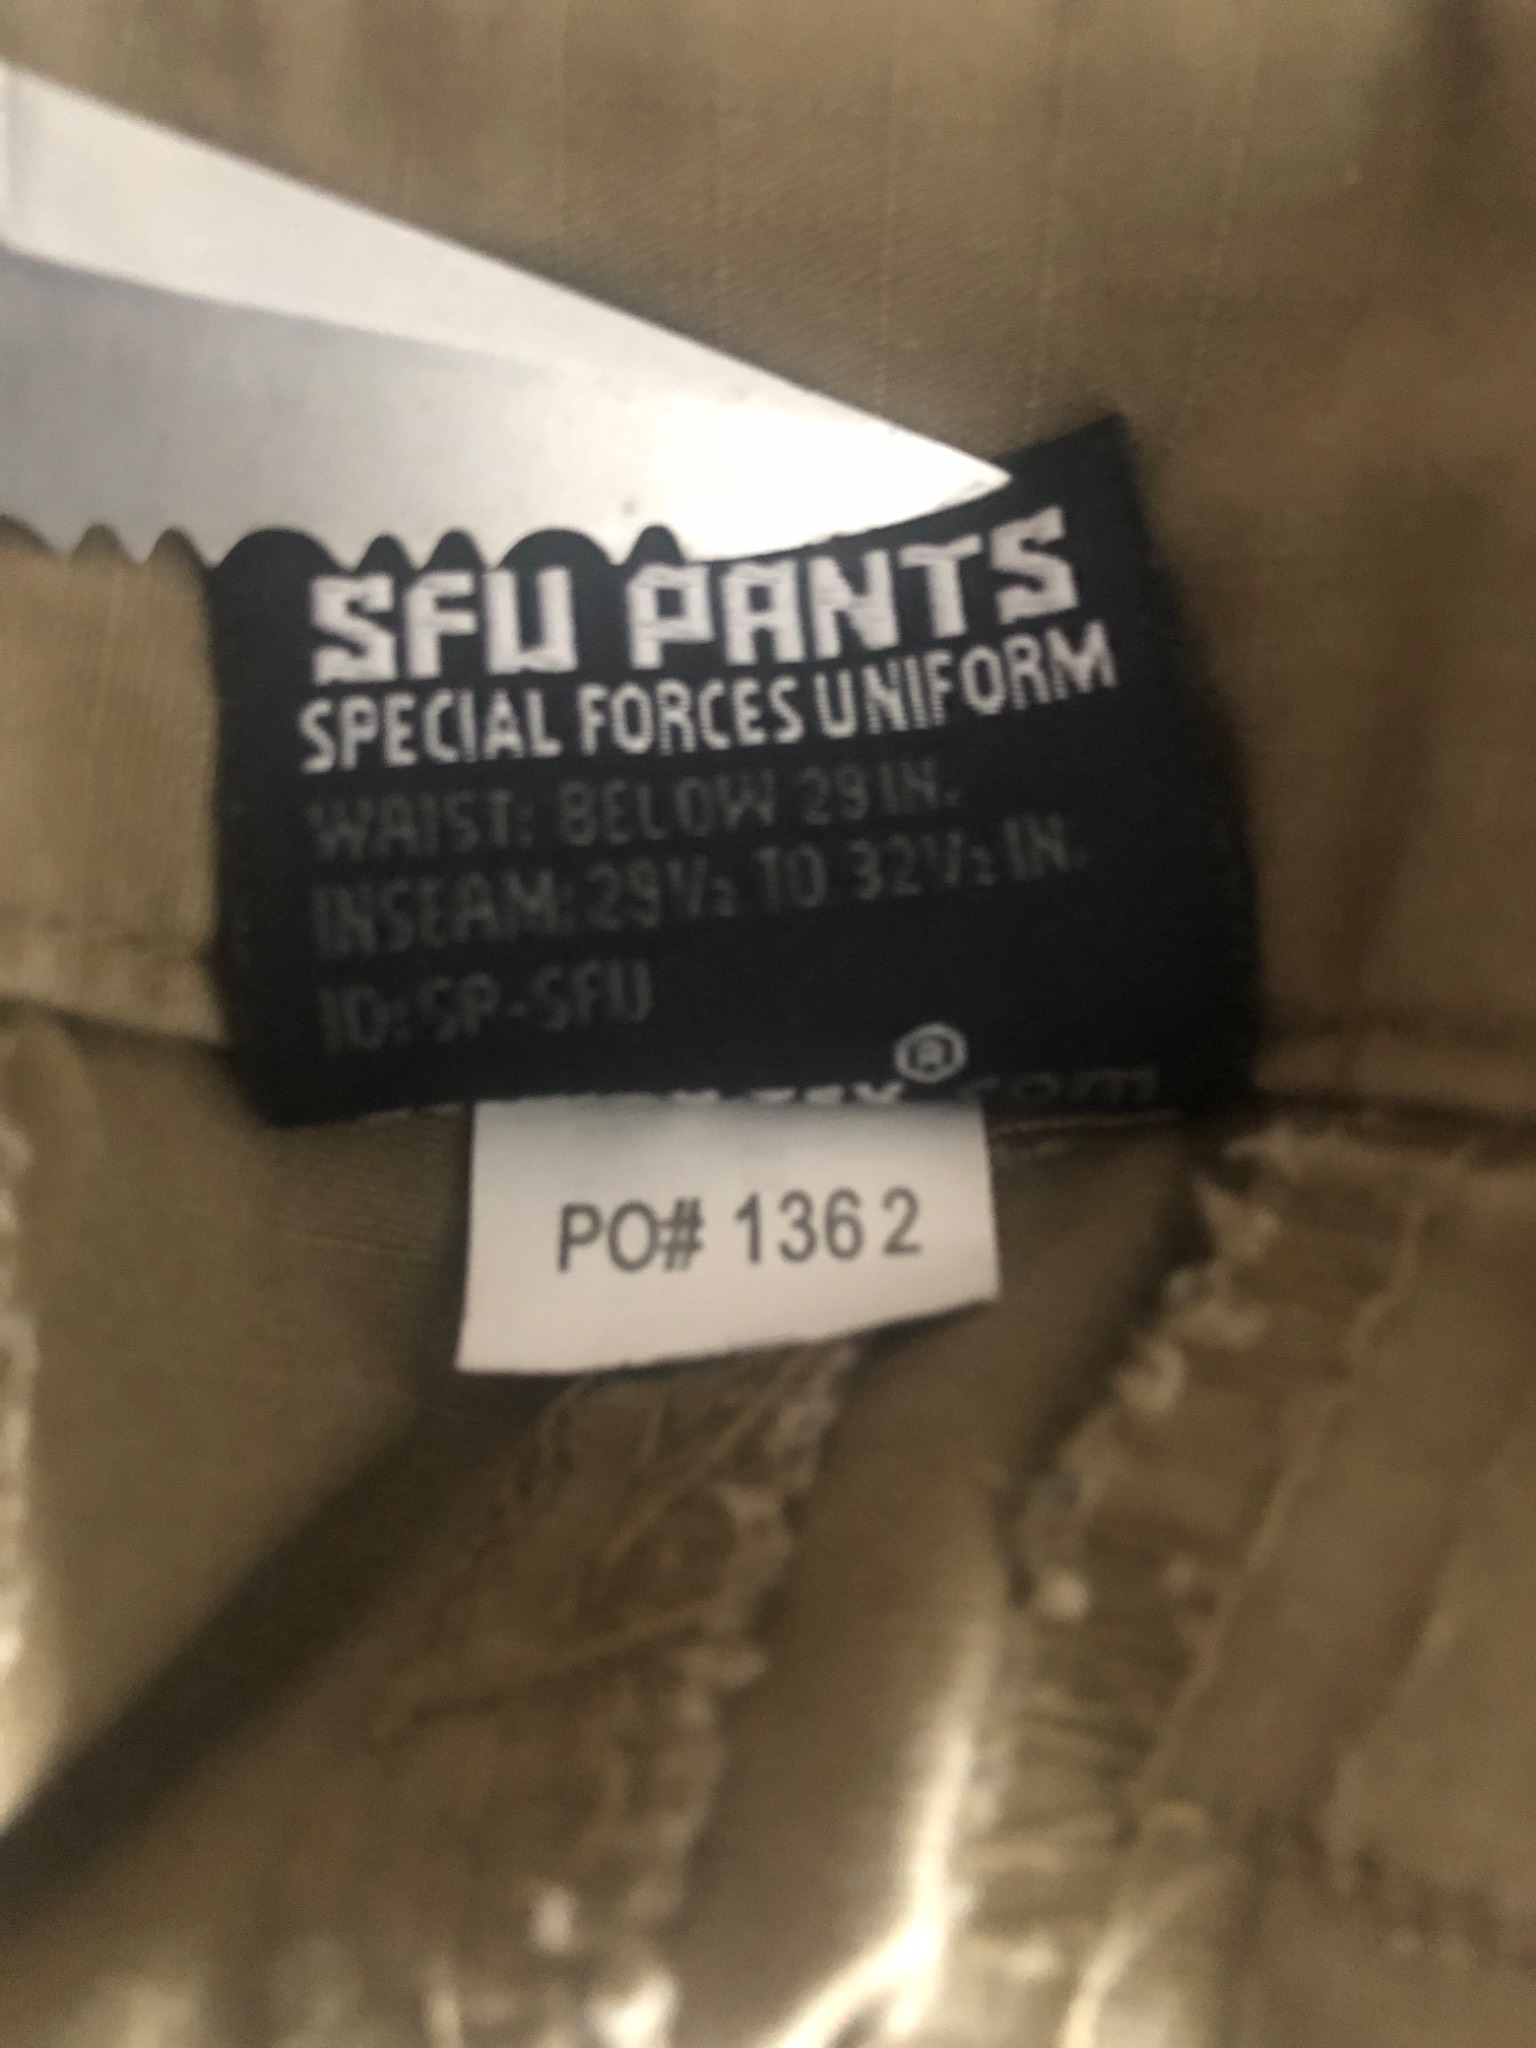 SFU PANTS
SPECIAL FORCES UNIFORM
WAIST: BELOW 29 IN.
INSEAM: 29½ TO 32½ IN.
ID: SP-SFU
® com
PO# 1362